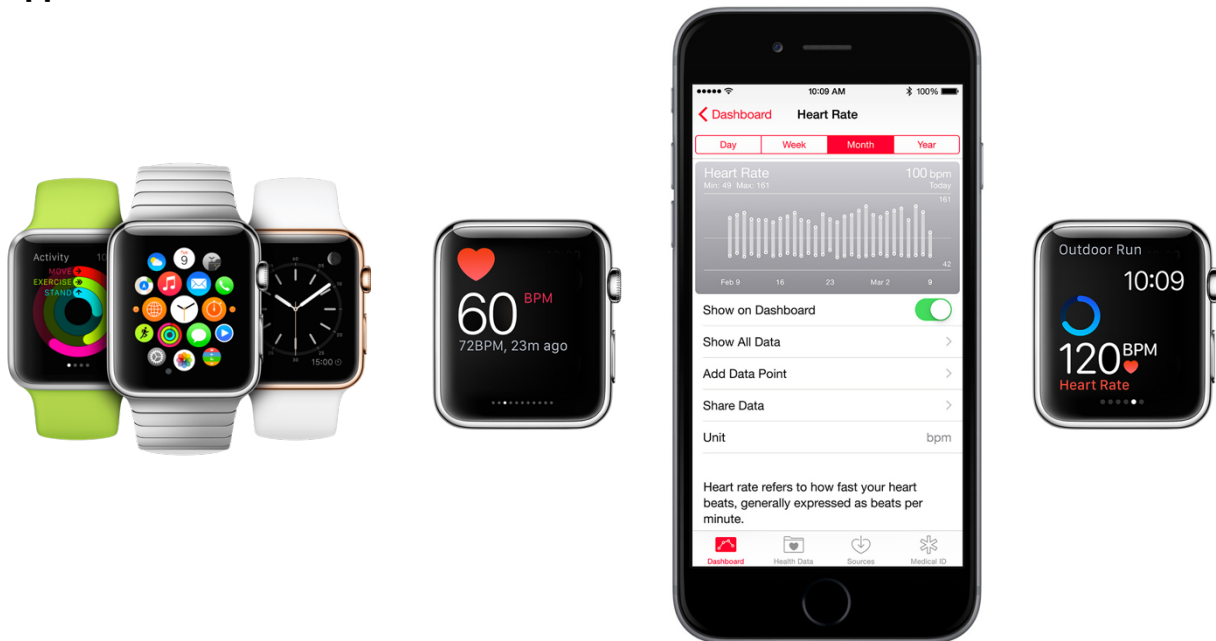 Activity 10
MOVE
EXERCISE
STAND
9
60
15:00
60 BPM
72BPM, 23m ago
10:09 AM
100%
Dashboard Heart Rate
Day Week Month Year
Heart Rate 100 bpm
Min: 49 Max: 161 Today
161
42
Feb 9 16 23 Mar 2 9
Show on Dashboard
Show All Data
Add Data Point
Share Data
Unit bpm
Heart rate refers to how fast your heart
beats, generally expressed as beats per
minute.
Dashboard Health Data Sources Medical ID
Outdoor Run
10:09
120 BPM
Heart Rate